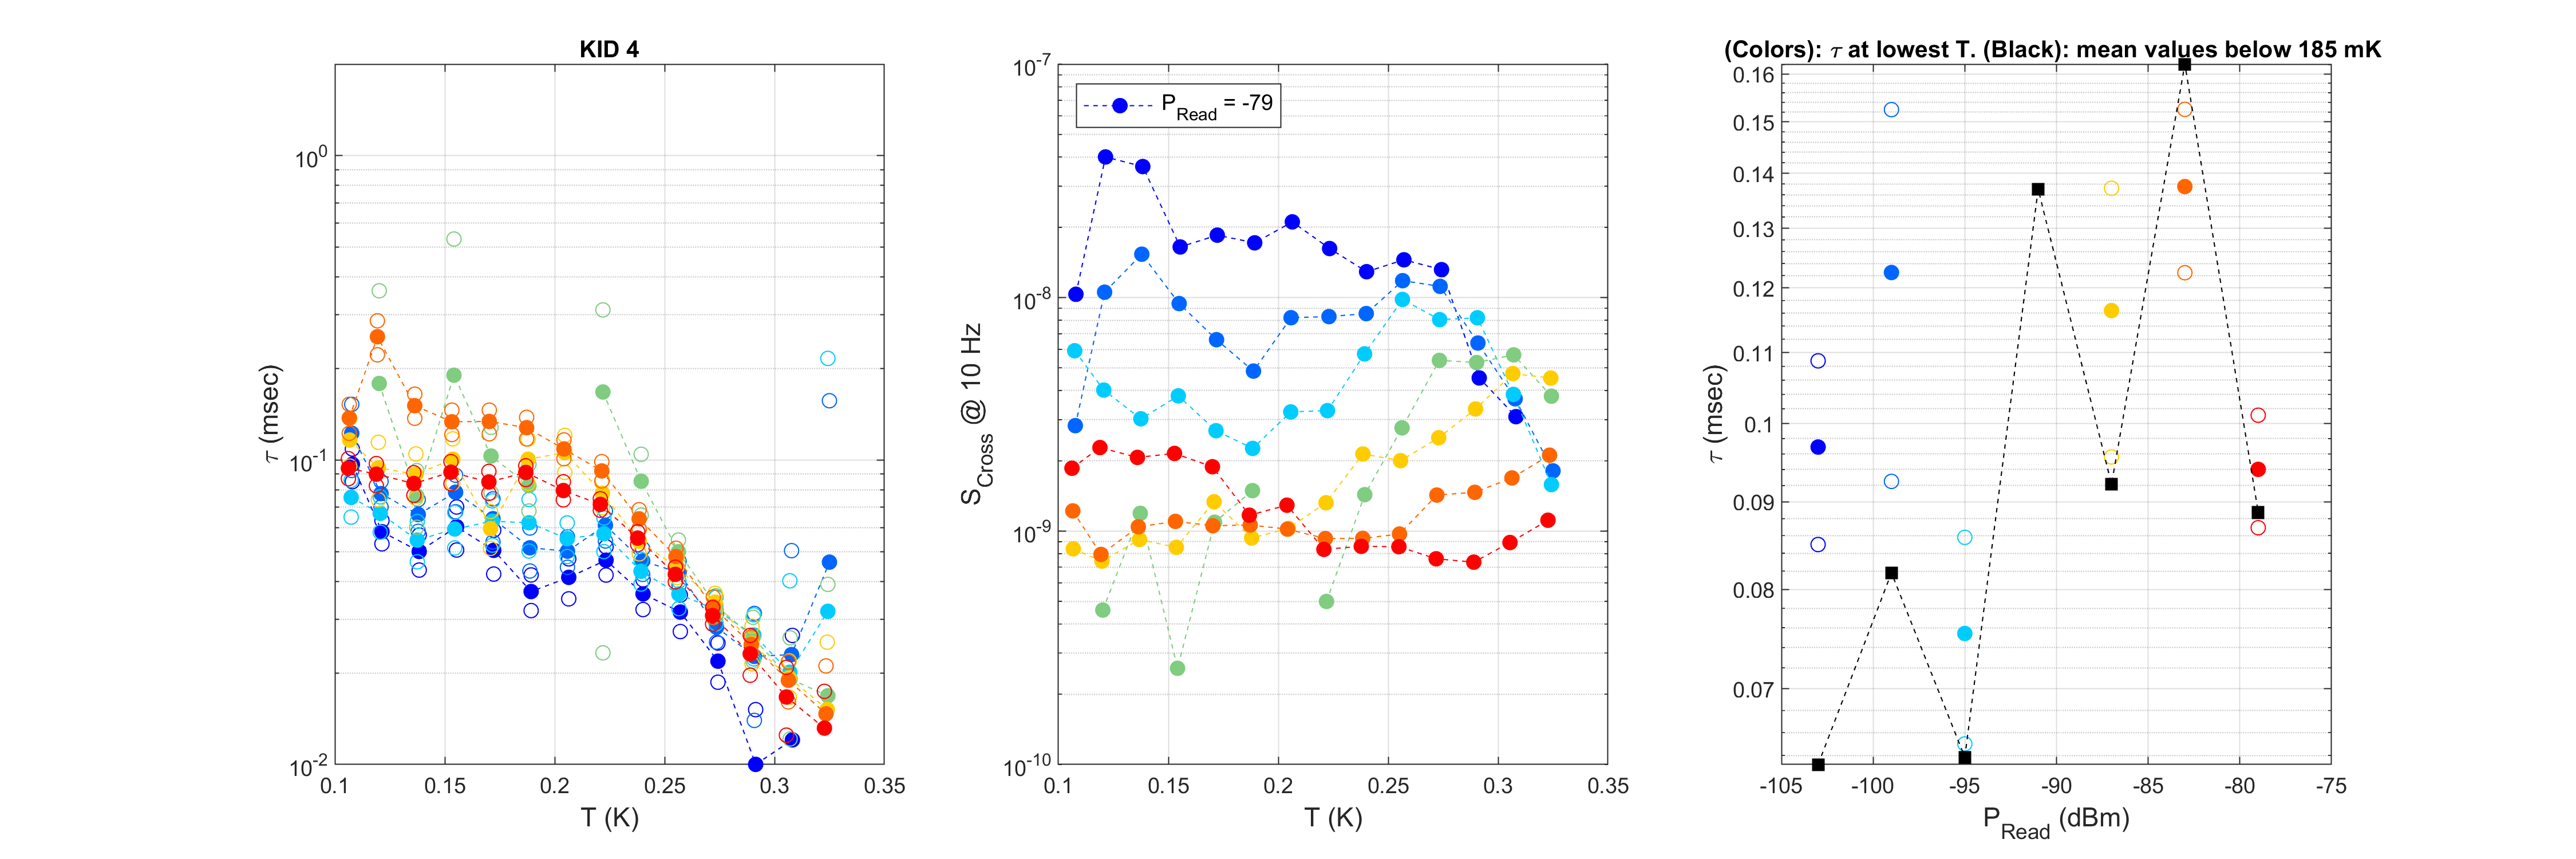 KID 4
10^0
10^-1
10^-2
τ (msec)
0.1 0.15 0.2 0.25 0.3 0.35
T (K)
P_Read = -79
10^-7
10^-8
10^-9
10^-10
S_Cross @ 10 Hz
0.1 0.15 0.2 0.25 0.3 0.35
T (K)
(Colors): τ at lowest T. (Black): mean values below 185 mK
0.16
0.15
0.14
0.13
0.12
0.11
0.1
0.09
0.08
0.07
τ (msec)
-105 -100 -95 -90 -85 -80 -75
P_Read (dBm)